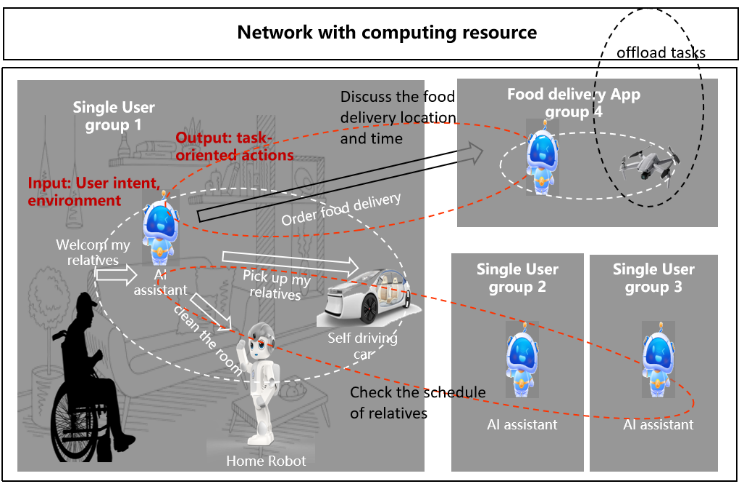 Network with computing resource
offload tasks
Single User
group 1
Discuss the food
delivery location
and time
Food delivery App
group 4
Output: task-
oriented actions
Input: User intent,
environment
Order food delivery
Welcom my
relatives
AI
assistant
Pick up my
relatives
clean the room
Self driving
car
Home Robot
Single User
group 2
Single User
group 3
Check the schedule
of relatives
AI assistant
AI assistant